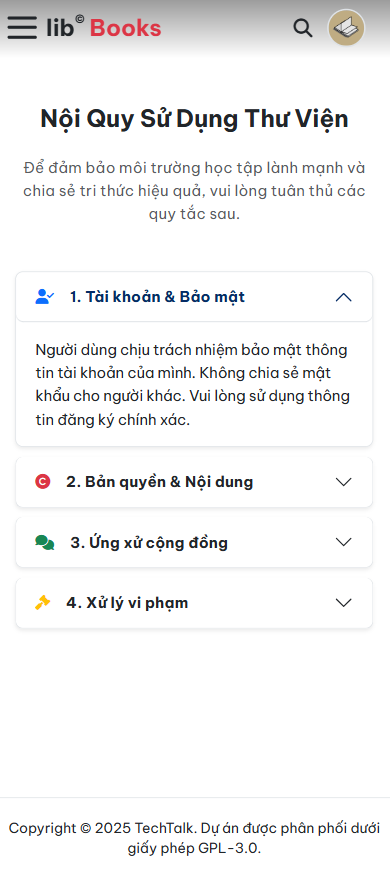 lib© Books
Nội Quy Sử Dụng Thư Viện
Để đảm bảo môi trường học tập lành mạnh và
chia sẻ tri thức hiệu quả, vui lòng tuân thủ các
quy tắc sau.
1. Tài khoản & Bảo mật
Người dùng chịu trách nhiệm bảo mật thông
tin tài khoản của mình. Không chia sẻ mật
khẩu cho người khác. Vui lòng sử dụng thông
tin đăng ký chính xác.
2. Bản quyền & Nội dung
3. Ứng xử cộng đồng
4. Xử lý vi phạm
Copyright © 2025 TechTalk. Dự án được phân phối dưới
giấy phép GPL-3.0.